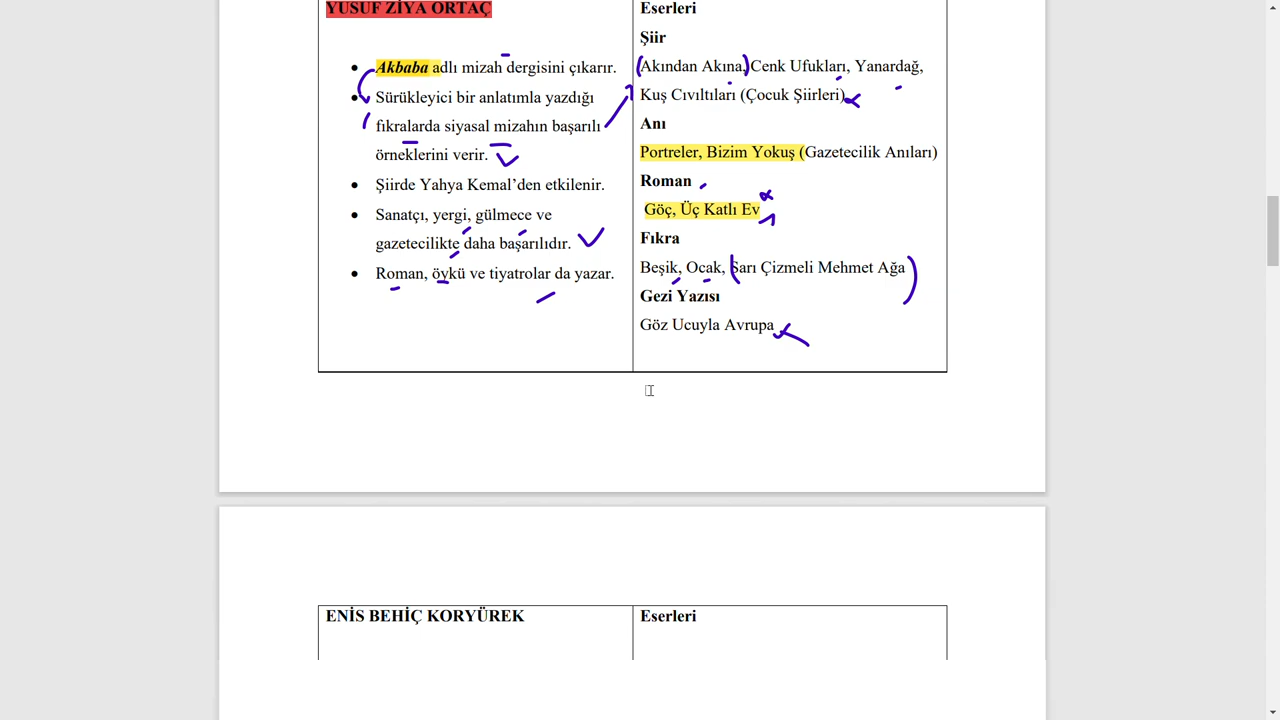 YUSUF ZİYA ORTAÇ
Akbaba adlı mizah dergisini çıkarır.
Sürükleyici bir anlatımla yazdığı
fıkralarda siyasal mizahın başarılı
örneklerini verir.
Şiirde Yahya Kemal’den etkilenir.
Sanatçı, yergi, gülmece ve
gazetecilikte daha başarılıdır.
Roman, öykü ve tiyatrolar da yazar.
Eserleri
Şiir
Akından Akına, Cenk Ufukları, Yanardağ,
Kuş Cıvıltıları (Çocuk Şiirleri)
Anı
Portreler, Bizim Yokuş (Gazetecilik Anıları)
Roman
Göç, Üç Katlı Ev
Fıkra
Beşik, Ocak, Sarı Çizmeli Mehmet Ağa
Gezi Yazısı
Göz Ucuyla Avrupa
ENİS BEHİÇ KORYÜREK
Eserleri